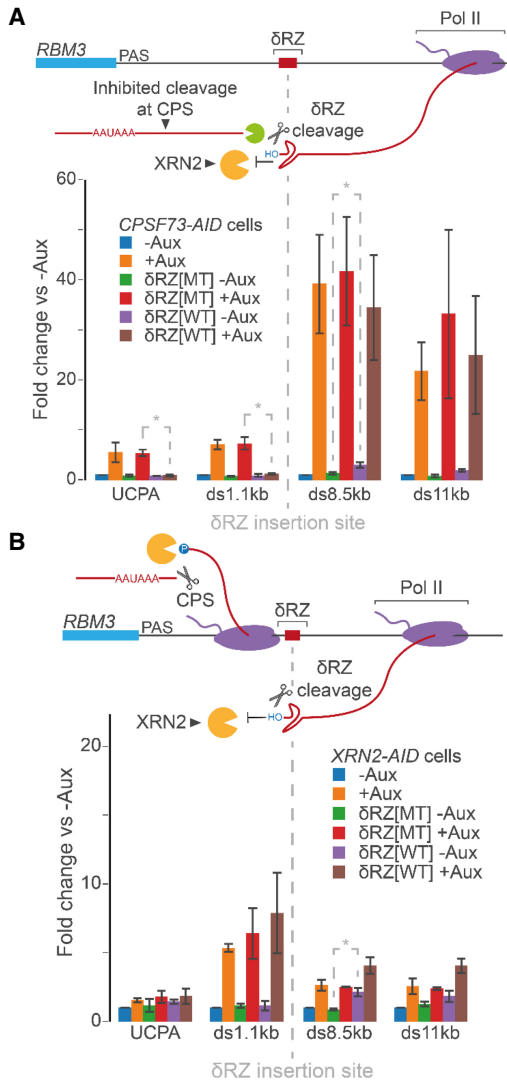 A
δRZ
Pol II
RBM3
PAS
Inhibited cleavage
at CPS
δRZ
cleavage
AAUAAA
HO
XRN2
60
40
20
0
Fold change vs -Aux
CPSF73-AID cells
-Aux
+Aux
δRZ[MT] -Aux
δRZ[MT] +Aux
δRZ[WT] -Aux
δRZ[WT] +Aux
*
*
*
UCPA
ds1.1kb
ds8.5kb
ds11kb
δRZ insertion site
B
P
AAUAAA
CPS
δRZ
Pol II
RBM3
PAS
δRZ
cleavage
XRN2
HO
20
10
0
Fold change vs -Aux
XRN2-AID cells
-Aux
+Aux
δRZ[MT] -Aux
δRZ[MT] +Aux
δRZ[WT] -Aux
δRZ[WT] +Aux
*
UCPA
ds1.1kb
ds8.5kb
ds11kb
δRZ insertion site